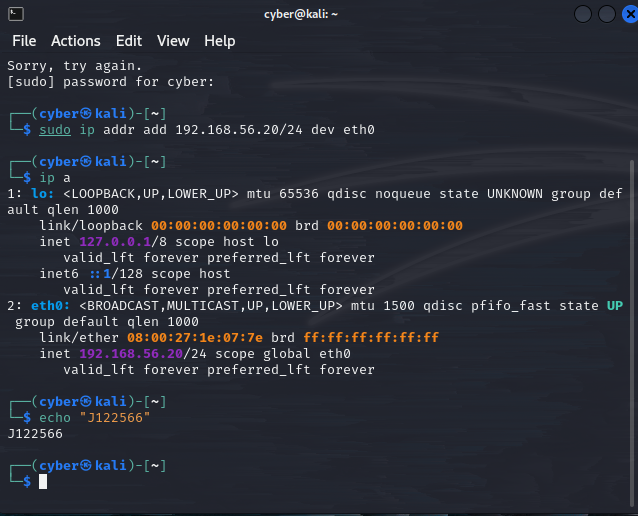 cyber@kali: ~
File Actions Edit View Help
Sorry, try again.
[sudo] password for cyber:
┌──(cyber㉿kali)-[~]
└─$ sudo ip addr add 192.168.56.20/24 dev eth0
┌──(cyber㉿kali)-[~]
└─$ ip a
1: lo: <LOOPBACK,UP,LOWER_UP> mtu 65536 qdisc noqueue state UNKNOWN group def
ault qlen 1000
    link/loopback 00:00:00:00:00:00 brd 00:00:00:00:00:00
    inet 127.0.0.1/8 scope host lo
       valid_lft forever preferred_lft forever
    inet6 ::1/128 scope host
       valid_lft forever preferred_lft forever
2: eth0: <BROADCAST,MULTICAST,UP,LOWER_UP> mtu 1500 qdisc pfifo_fast state UP
 group default qlen 1000
    link/ether 08:00:27:1e:07:7e brd ff:ff:ff:ff:ff:ff
    inet 192.168.56.20/24 scope global eth0
       valid_lft forever preferred_lft forever
┌──(cyber㉿kali)-[~]
└─$ echo "J122566"
J122566
┌──(cyber㉿kali)-[~]
└─$